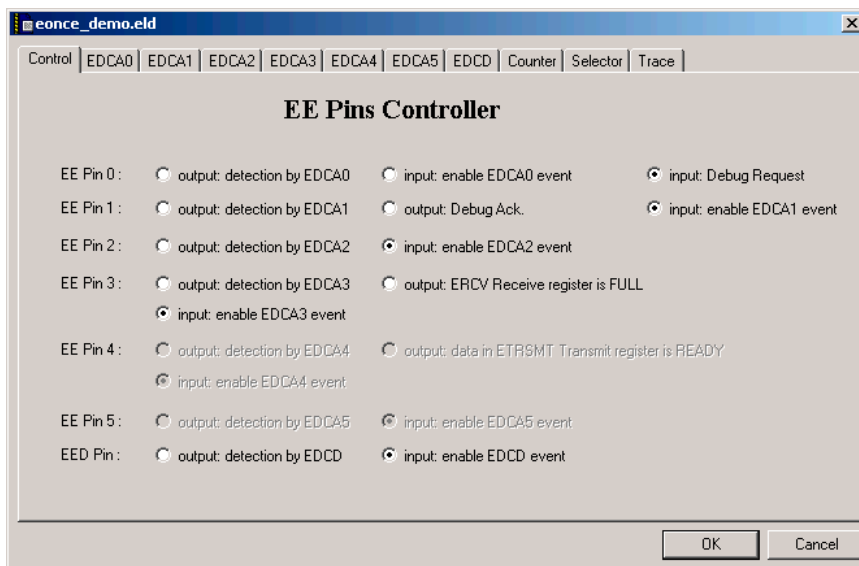 eonce_demo.eld
Control EDCA0 EDCA1 EDCA2 EDCA3 EDCA4 EDCA5 EDCD Counter Selector Trace
EE Pins Controller
EE Pin 0 : output: detection by EDCA0 input: enable EDCA0 event input: Debug Request
EE Pin 1 : output: detection by EDCA1 output: Debug Ack. input: enable EDCA1 event
EE Pin 2 : output: detection by EDCA2 input: enable EDCA2 event
EE Pin 3 : output: detection by EDCA3 output: ERCV Receive register is FULL
input: enable EDCA3 event
EE Pin 4 : output: detection by EDCA4 output: data in ETRSMT Transmit register is READY
input: enable EDCA4 event
EE Pin 5 : output: detection by EDCA5 input: enable EDCA5 event
EED Pin : output: detection by EDCD input: enable EDCD event
OK Cancel